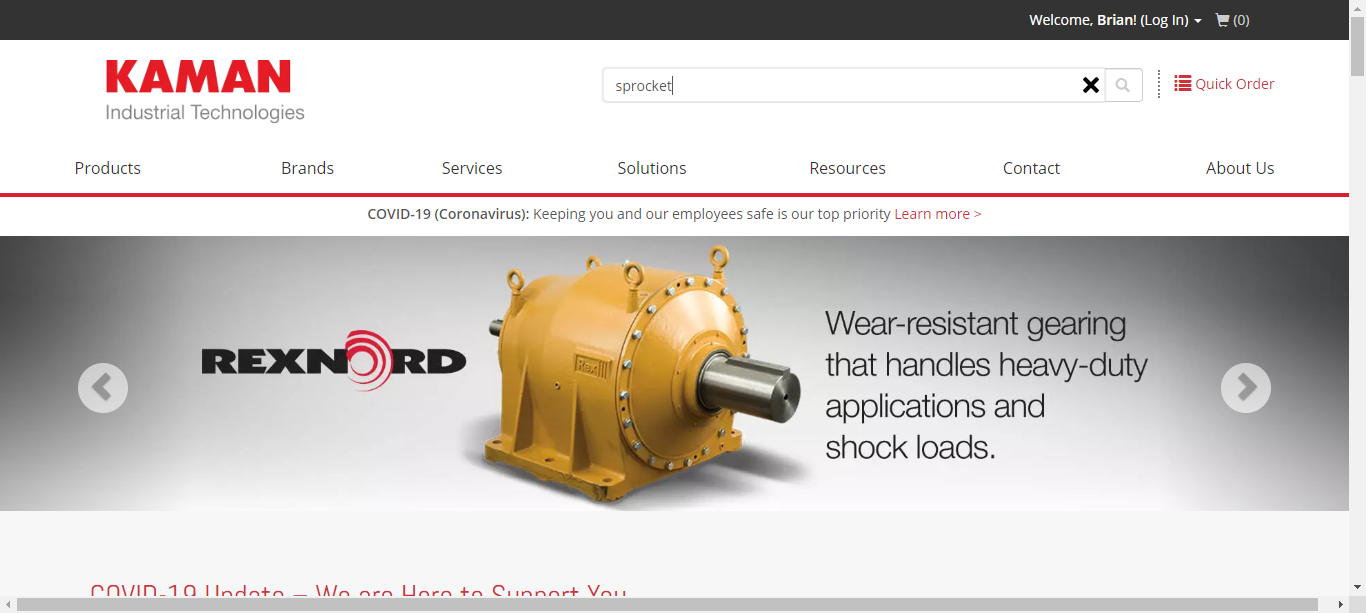 Welcome, Brian! (Log In) (0)
KAMAN
Industrial Technologies
sprocket
Quick Order
Products Brands Services Solutions Resources Contact About Us
COVID-19 (Coronavirus): Keeping you and our employees safe is our top priority Learn more >
REXNORD
Wear-resistant gearing
that handles heavy-duty
applications and
shock loads.
COVID-19 Update – We are Here to Support You